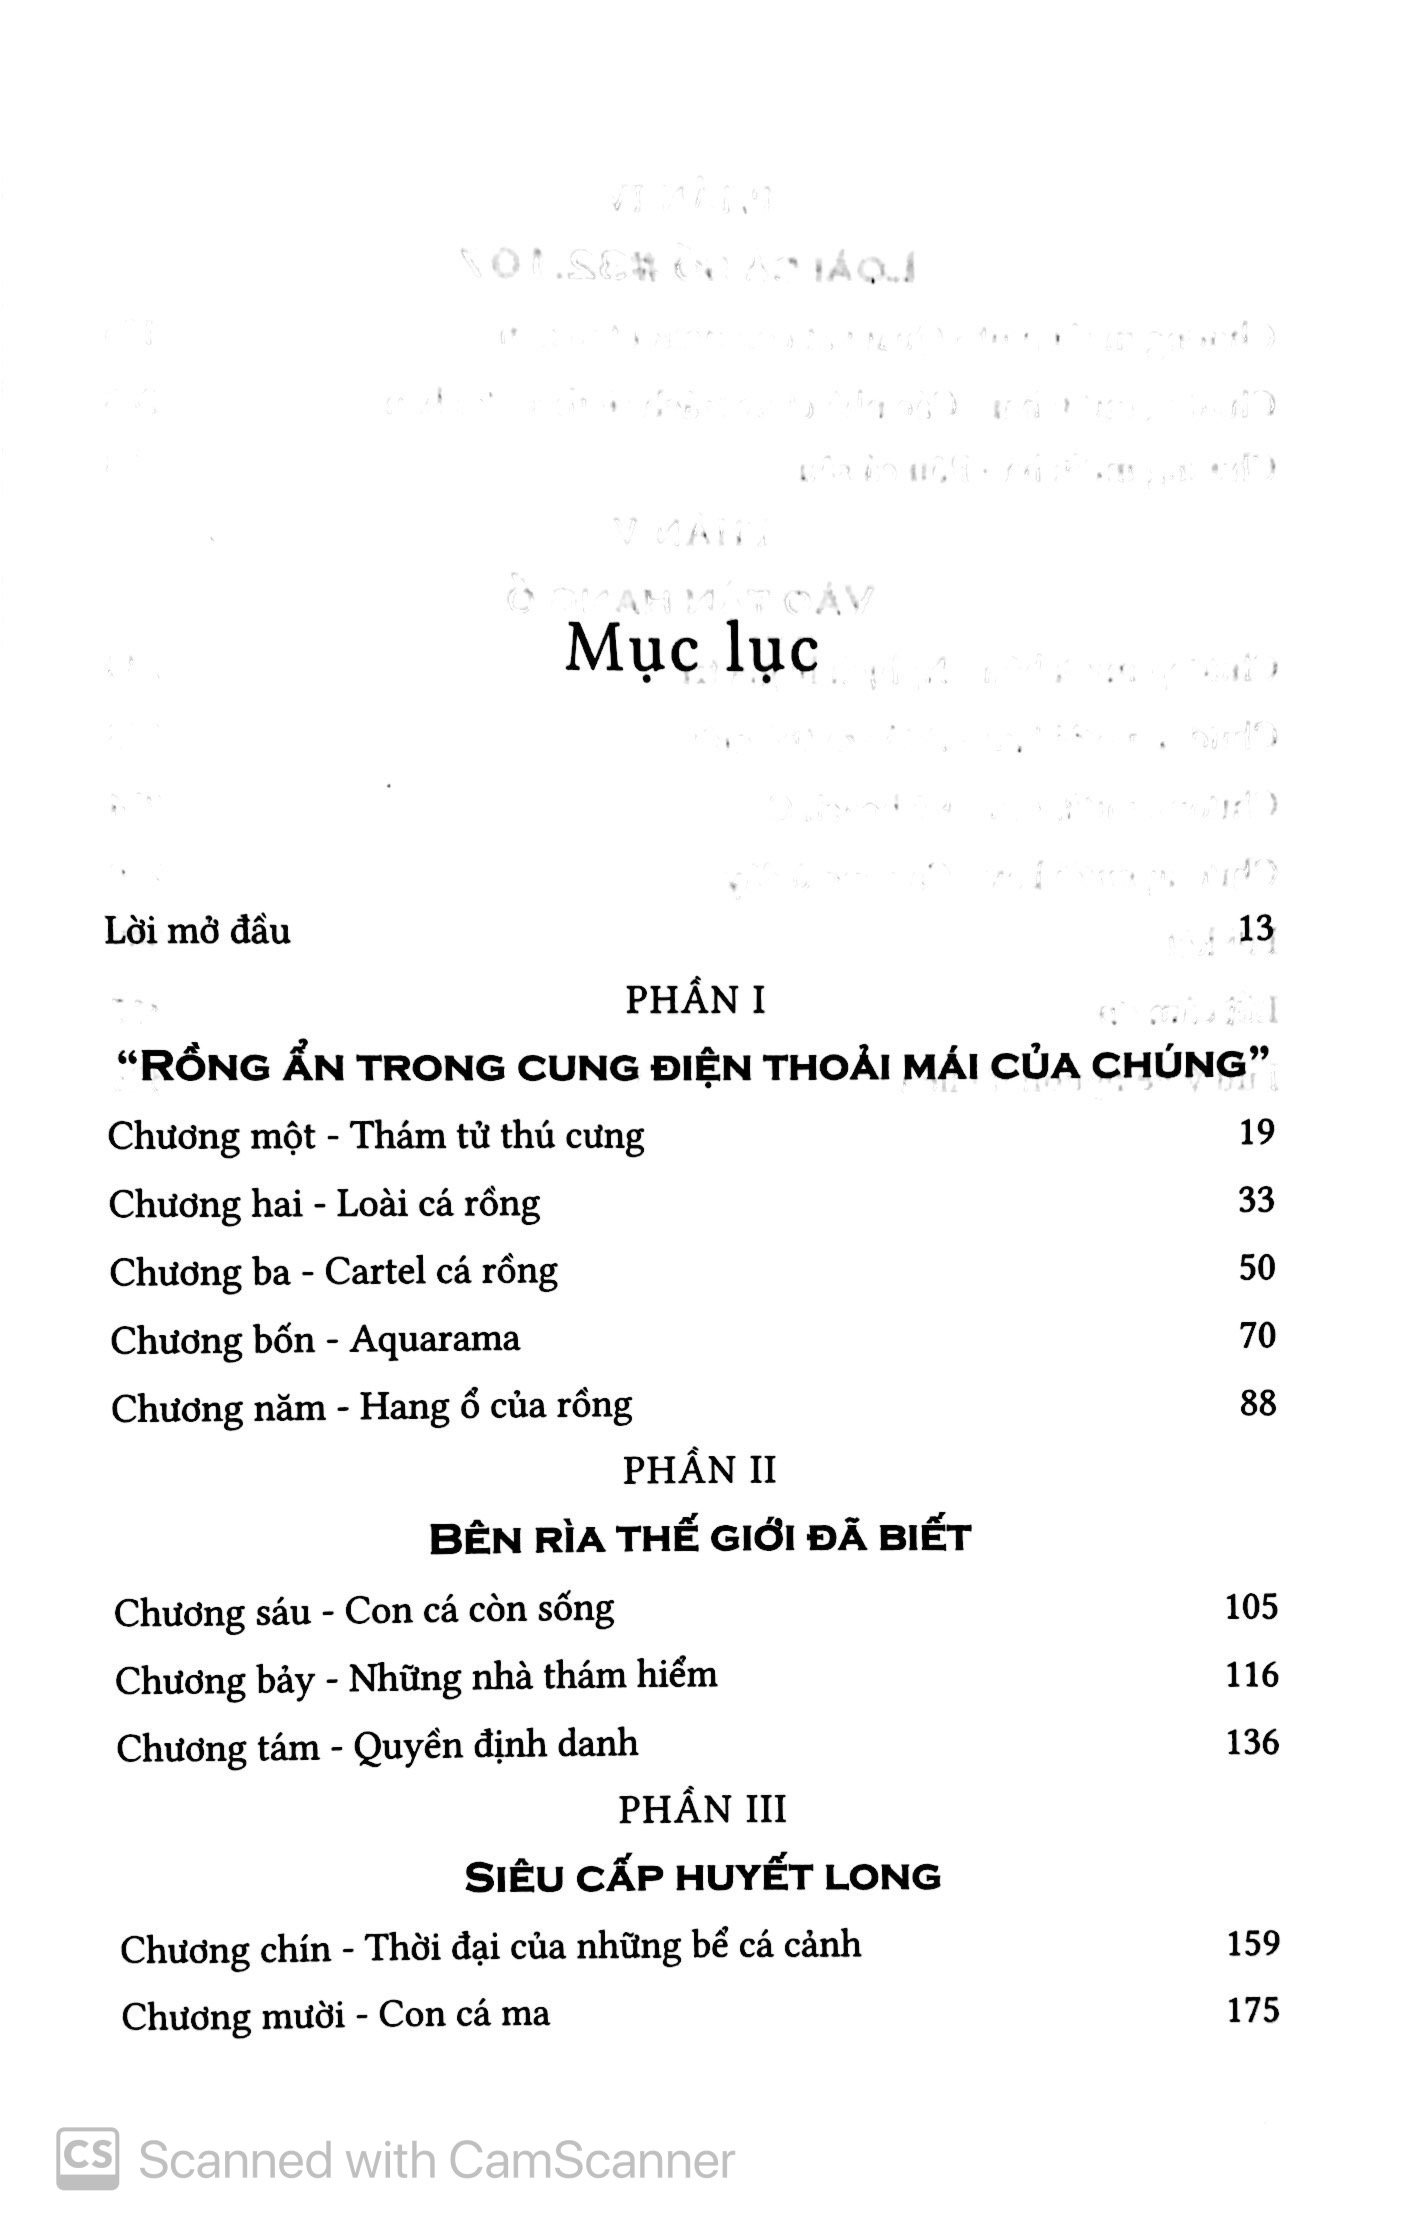 Mục lục
Lời mở đầu 13
PHẦN I
“RỒNG ẨN TRONG CUNG ĐIỆN THOẢI MÁI CỦA CHÚNG”
Chương một - Thám tử thú cưng 19
Chương hai - Loài cá rồng 33
Chương ba - Cartel cá rồng 50
Chương bốn - Aquarama 70
Chương năm - Hang ổ của rồng 88
PHẦN II
BÊN RÌA THẾ GIỚI ĐÃ BIẾT
Chương sáu - Con cá còn sống 105
Chương bảy - Những nhà thám hiểm 116
Chương tám - Quyền định danh 136
PHẦN III
SIÊU CẤP HUYẾT LONG
Chương chín - Thời đại của những bể cá cảnh 159
Chương mười - Con cá ma 175
CS Scanned with CamScanner